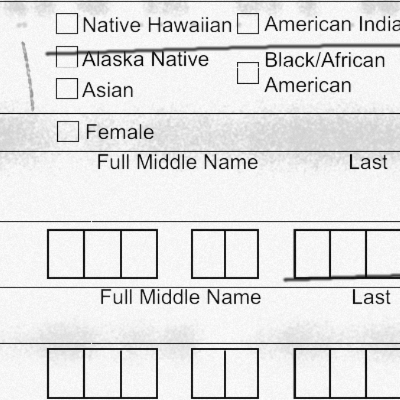 Native Hawaiian American India
Alaska Native Black/African
American
Asian
Female
Full Middle Name Last
Full Middle Name Last